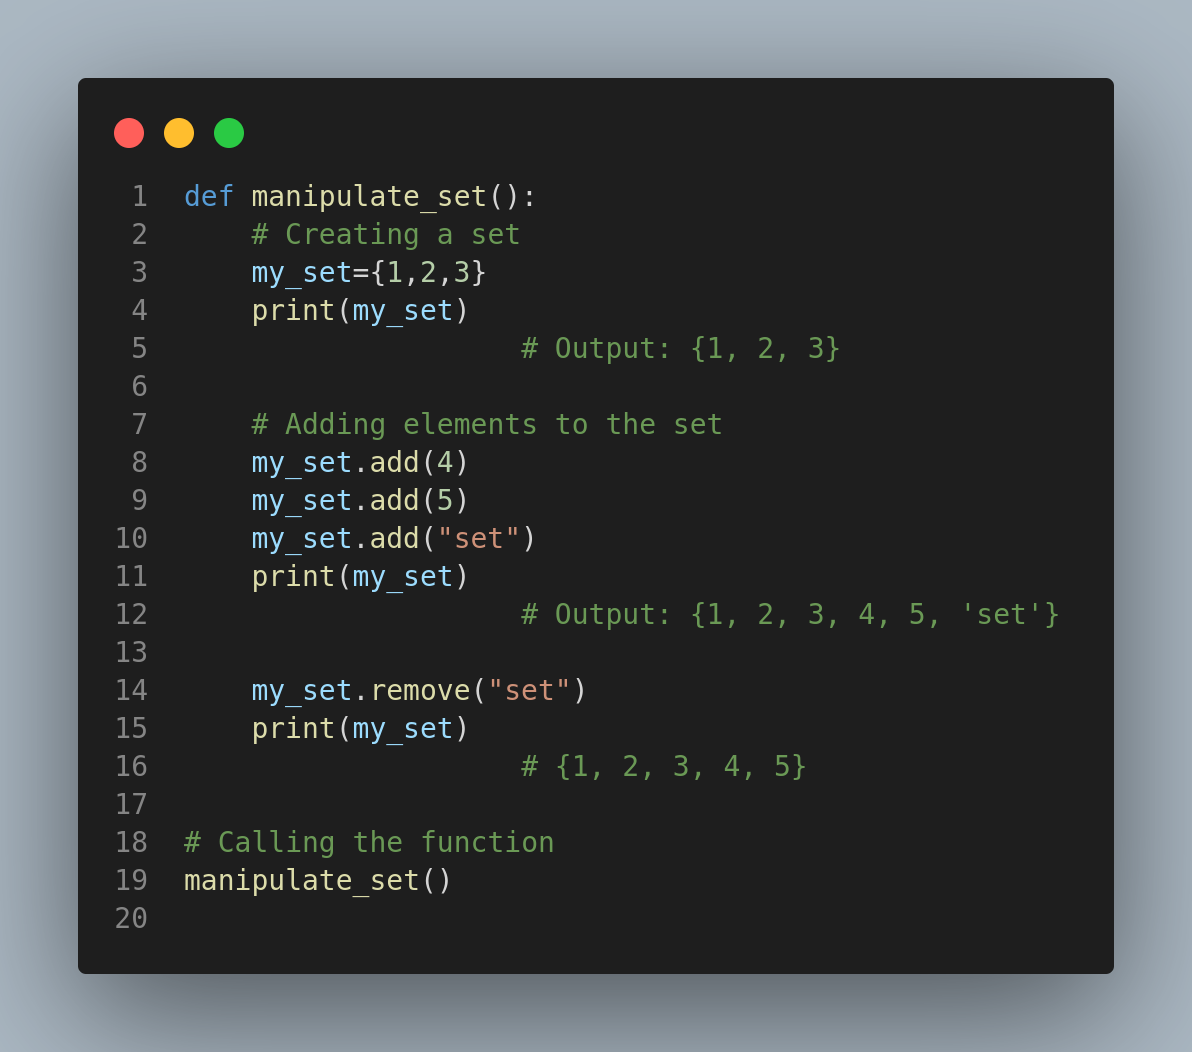 1 def manipulate_set():
2     # Creating a set
3     my_set={1,2,3}
4     print(my_set)
5                     # Output: {1, 2, 3}
6
7     # Adding elements to the set
8     my_set.add(4)
9     my_set.add(5)
10     my_set.add("set")
11     print(my_set)
12                     # Output: {1, 2, 3, 4, 5, 'set'}
13
14     my_set.remove("set")
15     print(my_set)
16                     # {1, 2, 3, 4, 5}
17
18 # Calling the function
19 manipulate_set()
20